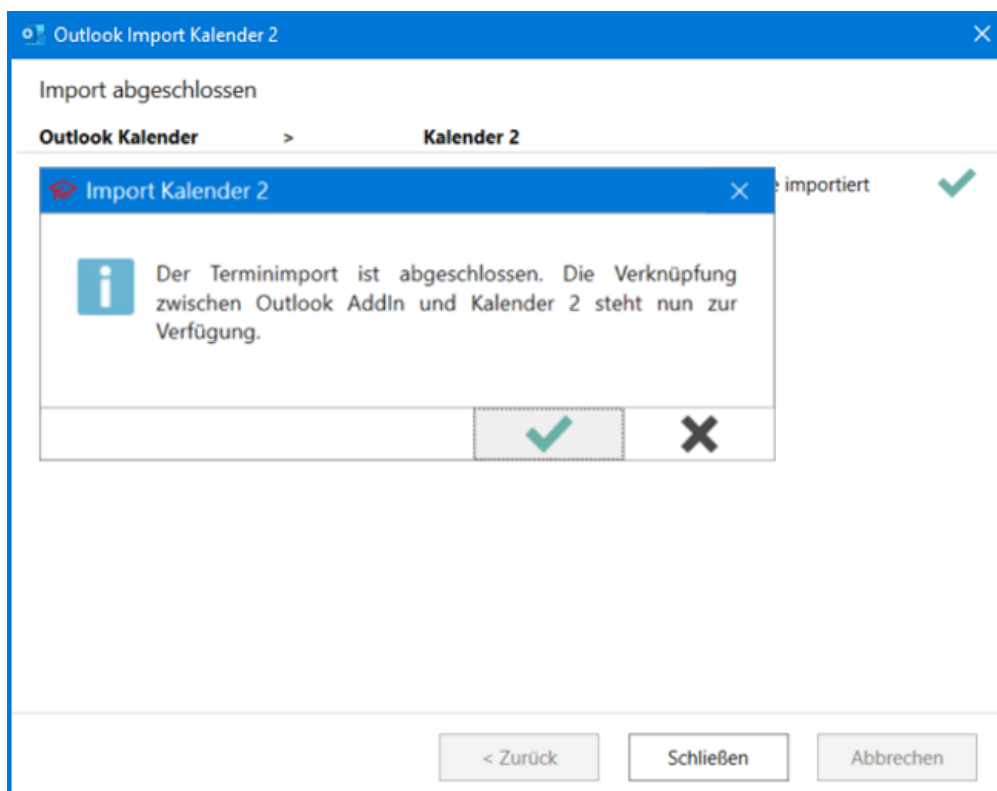 Outlook Import Kalender 2
Import abgeschlossen
Outlook Kalender > Kalender 2
importiert
Import Kalender 2
Der Terminimport ist abgeschlossen. Die Verknüpfung
zwischen Outlook AddIn und Kalender 2 steht nun zur
Verfügung.
< Zurück
Schließen
Abbrechen